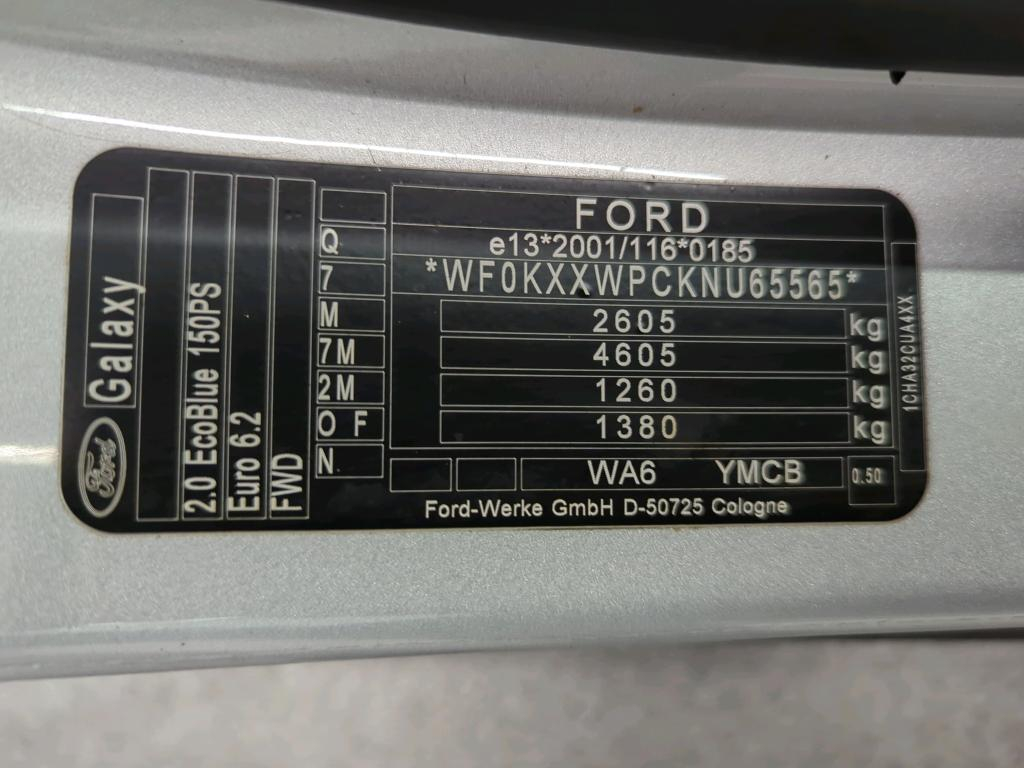 Ford
Galaxy
2.0 EcoBlue 150PS
Euro 6.2
FWD
Q
7
M
7M
2M
O F
N
FORD
e13*2001/116*0185
*WF0KXXWPCKNU65565*
2605 kg
4605 kg
1260 kg
1380 kg
WA6 YMCB 0.50
Ford-Werke GmbH D-50725 Cologne
1CHA32CUA4XX